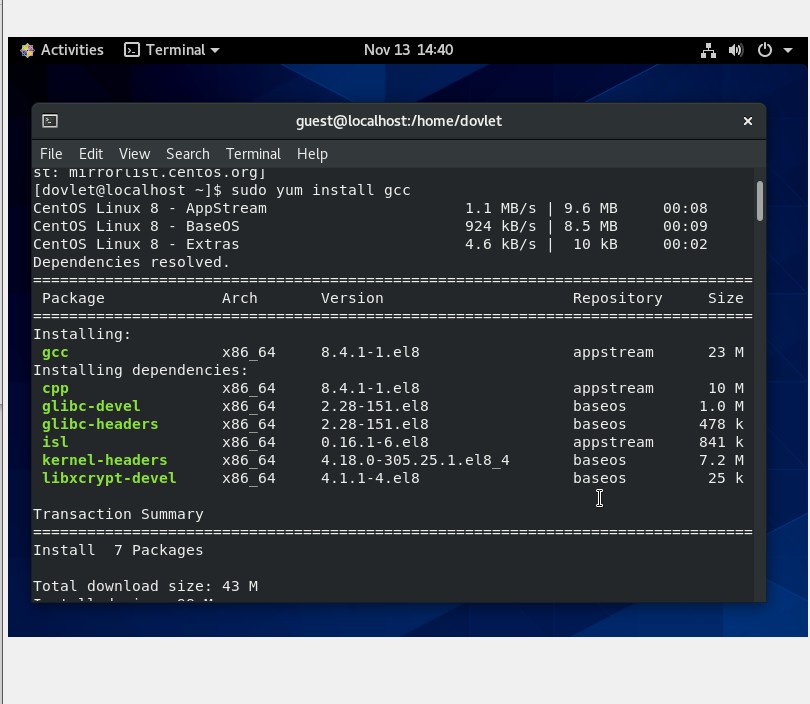 Activities Terminal Nov 13 14:40
guest@localhost:/home/dovlet
File Edit View Search Terminal Help
st: mirrorlist.centos.org]
[dovlet@localhost ~]$ sudo yum install gcc
CentOS Linux 8 - AppStream 1.1 MB/s | 9.6 MB 00:08
CentOS Linux 8 - BaseOS 924 kB/s | 8.5 MB 00:09
CentOS Linux 8 - Extras 4.6 kB/s | 10 kB 00:02
Dependencies resolved.
================================================================================
Package Arch Version Repository Size
================================================================================
Installing:
gcc x86_64 8.4.1-1.el8 appstream 23 M
Installing dependencies:
cpp x86_64 8.4.1-1.el8 appstream 10 M
glibc-devel x86_64 2.28-151.el8 baseos 1.0 M
glibc-headers x86_64 2.28-151.el8 baseos 478 k
isl x86_64 0.16.1-6.el8 appstream 841 k
kernel-headers x86_64 4.18.0-305.25.1.el8_4 baseos 7.2 M
libxcrypt-devel x86_64 4.1.1-4.el8 baseos 25 k
Transaction Summary
================================================================================
Install 7 Packages
Total download size: 43 M